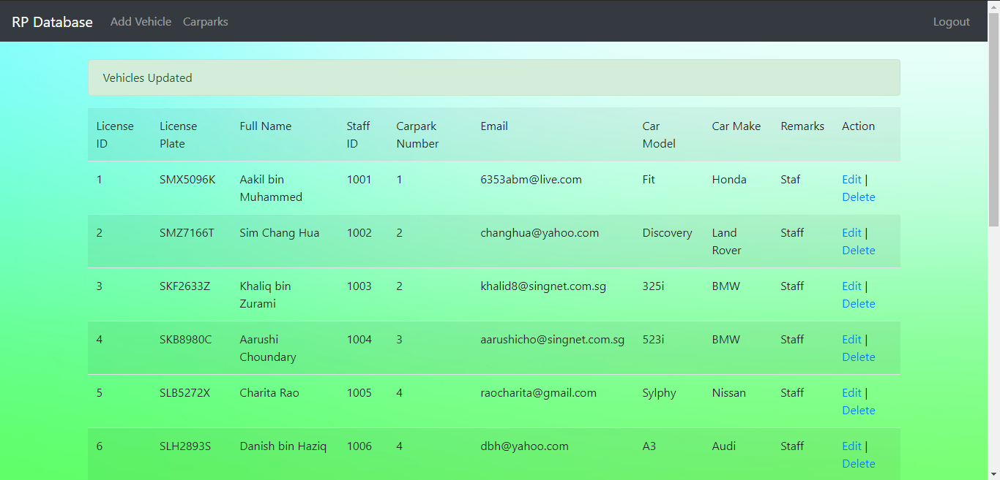 RP Database Add Vehicle Carparks Logout
Vehicles Updated
License ID License Plate Full Name Staff ID Carpark Number Email Car Model Car Make Remarks Action
1 SMX5096K Aakil bin Muhammed 1001 1 6353abm@live.com Fit Honda Staf Edit | Delete
2 SMZ7166T Sim Chang Hua 1002 2 changhua@yahoo.com Discovery Land Rover Staff Edit | Delete
3 SKF2633Z Khaliq bin Zurami 1003 2 khalid8@singnet.com.sg 325i BMW Staff Edit | Delete
4 SKB8980C Aarushi Choundary 1004 3 aarushicho@singnet.com.sg 523i BMW Staff Edit | Delete
5 SLB5272X Charita Rao 1005 4 raocharita@gmail.com Sylphy Nissan Staff Edit | Delete
6 SLH2893S Danish bin Haziq 1006 4 dbh@yahoo.com A3 Audi Staff Edit | Delete